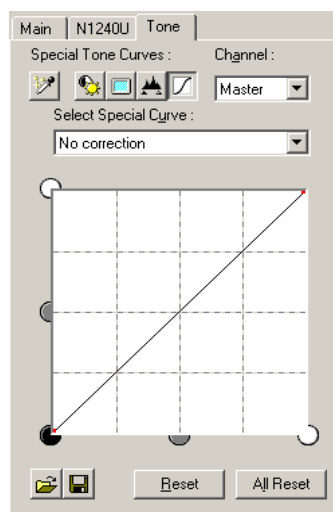 Main N1240U Tone
Special Tone Curves : Channel :
Master
Select Special Curve :
No correction
Reset All Reset